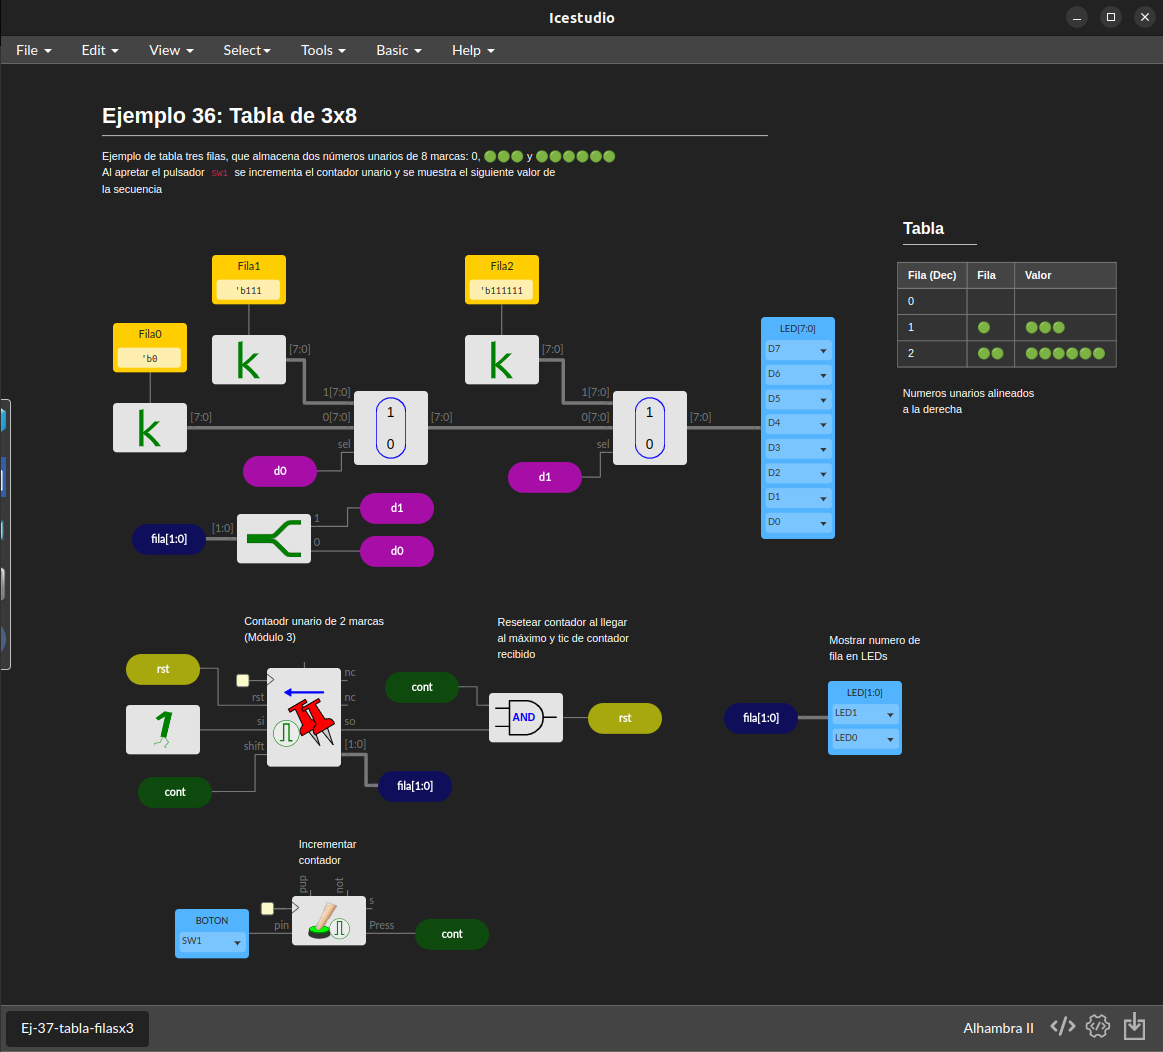 Icestudio
File Edit View Select Tools Basic Help
Ejemplo 36: Tabla de 3x8
Ejemplo de tabla tres filas, que almacena dos números unarios de 8 marcas: 0, 🟢🟢🟢 y 🟢🟢🟢🟢🟢🟢
Al apretar el pulsador SW1 se incrementa el contador unario y se muestra el siguiente valor de
la secuencia
Tabla
Fila (Dec) Fila Valor
0
1 🟢 🟢🟢🟢
2 🟢🟢 🟢🟢🟢🟢🟢🟢
Numeros unarios alineados
a la derecha
Fila1
'b111
Fila2
'b111111
Fila0
'b0
k
[7:0]
k
[7:0]
k
[7:0]
1[7:0]
0[7:0]
sel
1
0
[7:0]
1[7:0]
0[7:0]
sel
1
0
[7:0]
d0
d1
LED[7:0]
D7
D6
D5
D4
D3
D2
D1
D0
fila[1:0]
[1:0]
1
0
d1
d0
Contaodr unario de 2 marcas
(Módulo 3)
Resetear contador al llegar
al máximo y tic de contador
recibido
Mostrar numero de
fila en LEDs
rst
1
cont
rst
si
shift
nc
nc
so
[1:0]
cont
fila[1:0]
AND
rst
fila[1:0]
LED[1:0]
LED1
LED0
Incrementar
contador
BOTON
SW1
pup
not
pin
s
Press
cont
Ej-37-tabla-filasx3
Alhambra II